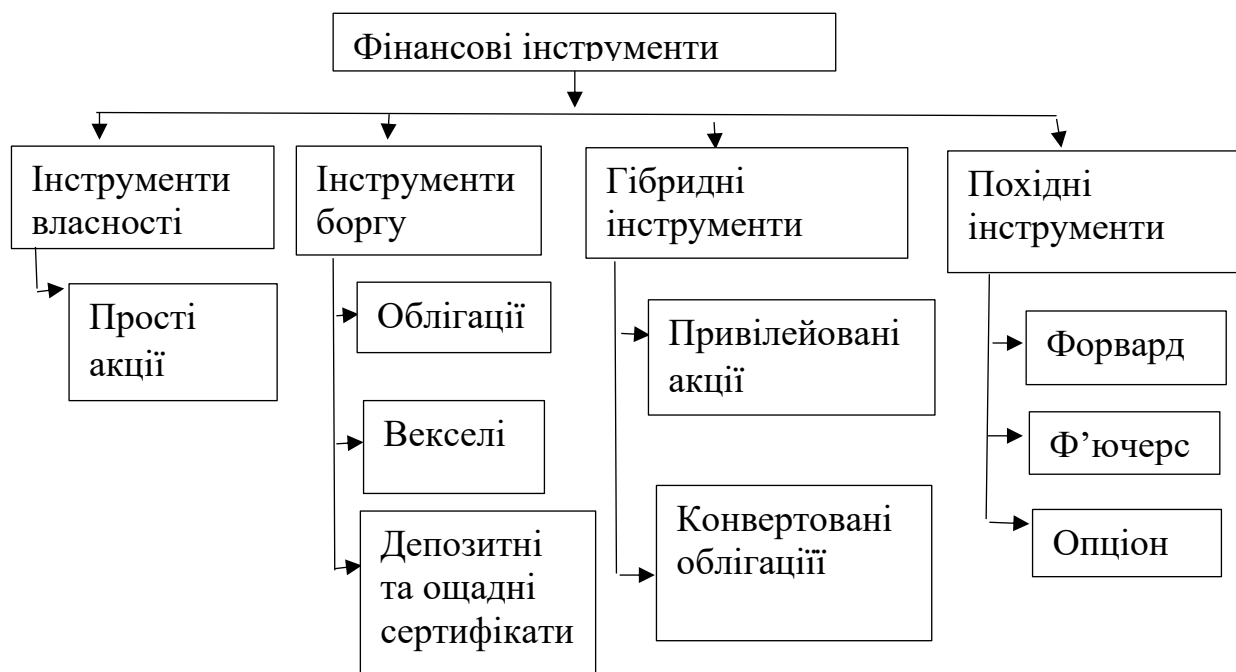 Фінансові інструменти
Інструменти
власності
Прості
акції
Інструменти
боргу
Облігації
Векселі
Депозитні
та ощадні
сертифікати
Гібридні
інструменти
Привілейовані
акції
Конвертовані
облігаціїї
Похідні
інструменти
Форвард
Ф’ючерс
Опціон